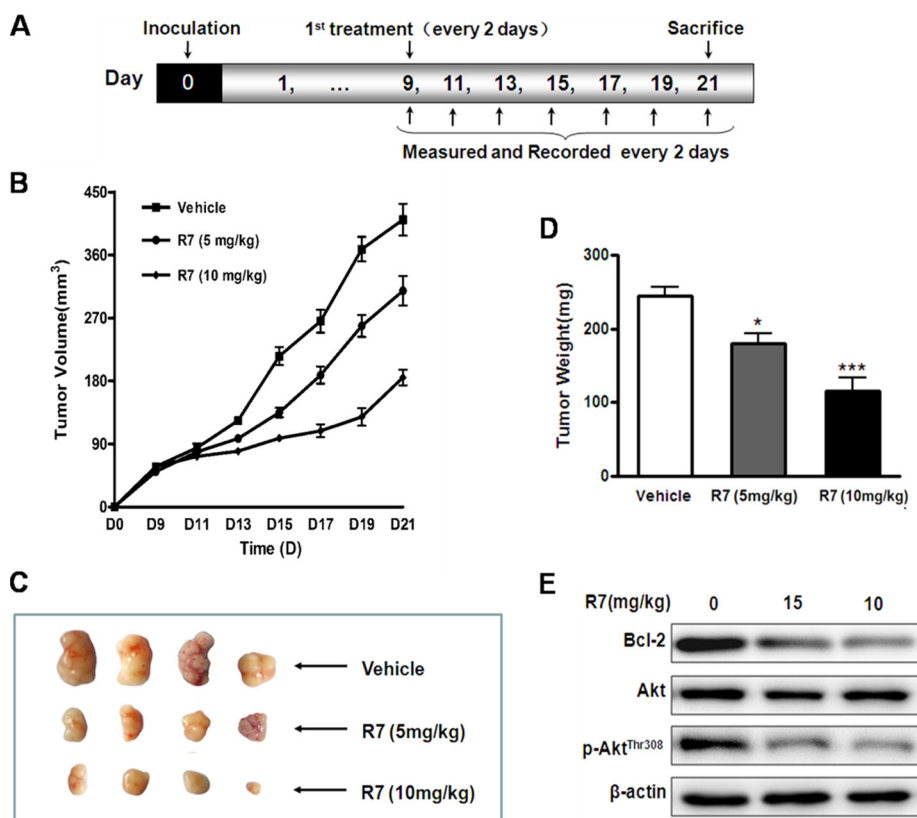 A
Inoculation
1st treatment（every 2 days）
Sacrifice
Day
0
1, ... 9, 11, 13, 15, 17, 19, 21
Measured and Recorded every 2 days
B
Tumor Volume(mm3)
450
360
270
180
90
0
Vehicle
R7 (5 mg/kg)
R7 (10 mg/kg)
D0 D9 D11 D13 D15 D17 D19 D21
Time (D)
D
Tumor Weight(mg)
300
200
100
0
*
***
Vehicle R7 (5mg/kg) R7 (10mg/kg)
C
Vehicle
R7 (5mg/kg)
R7 (10mg/kg)
E
R7(mg/kg) 0 15 10
Bcl-2
Akt
p-AktThr308
β-actin